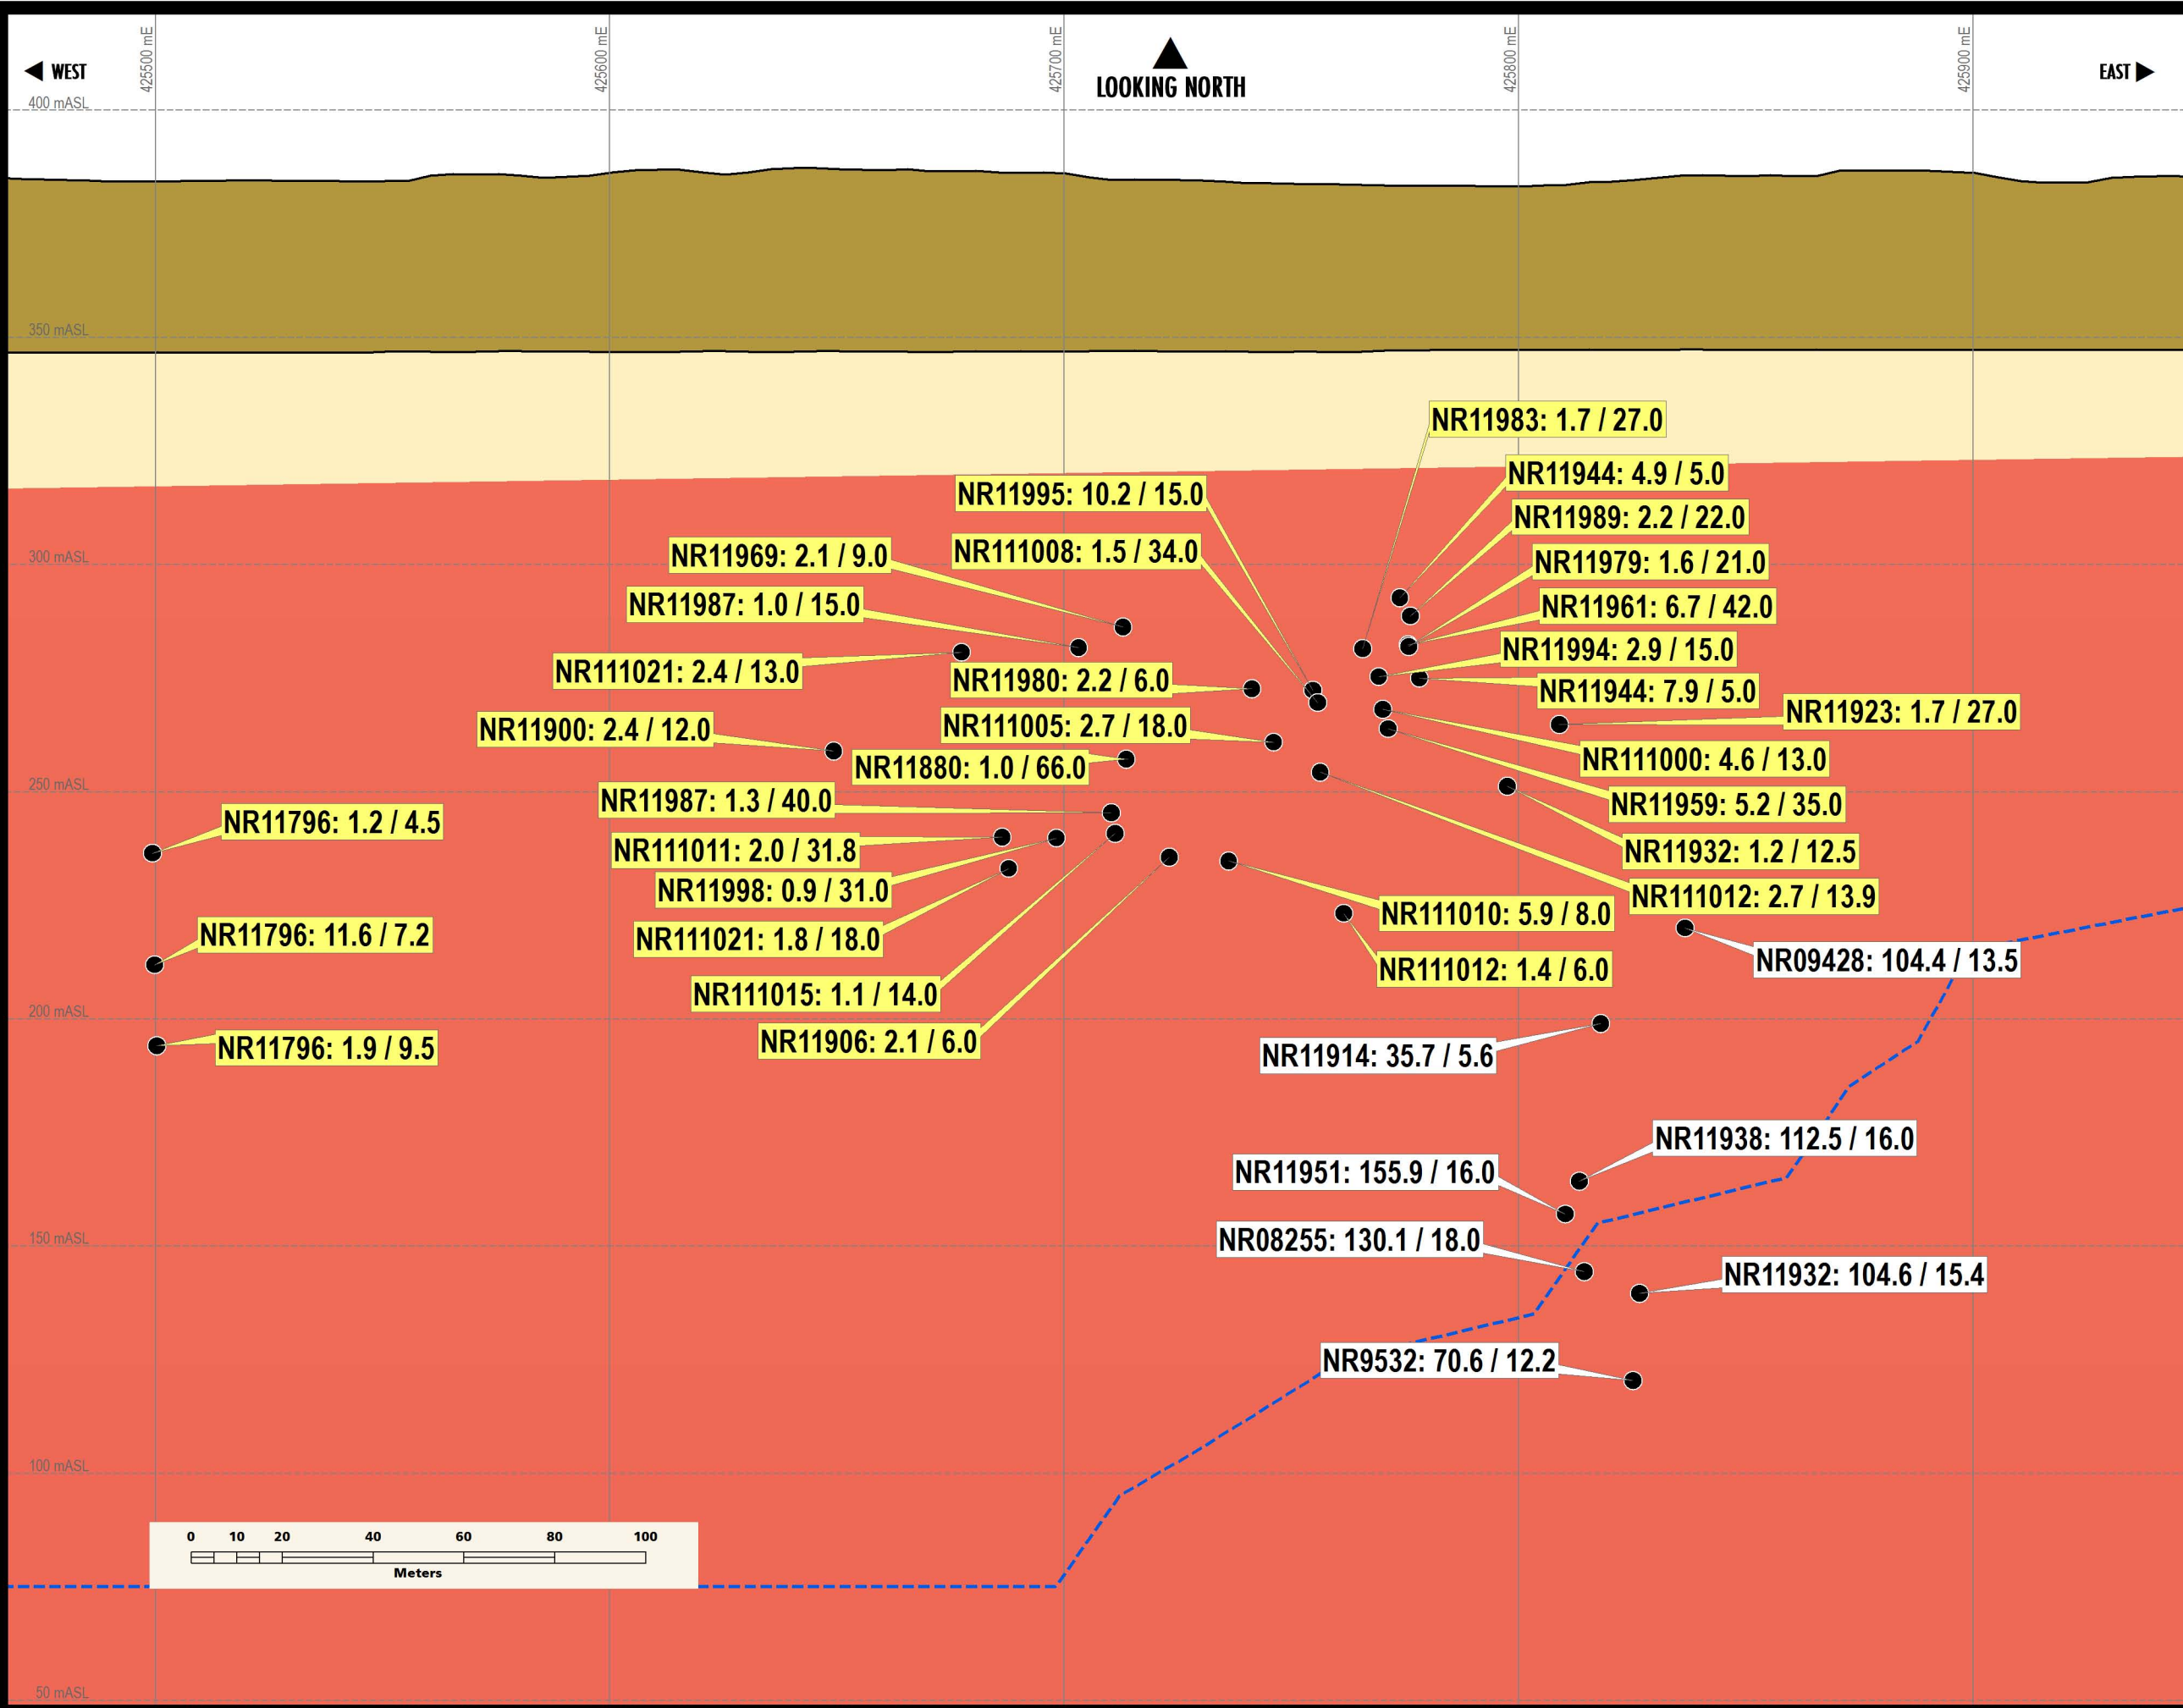 425500 mE
425600 mE
425700 mE
425800 mE
425900 mE
WEST
LOOKING NORTH
EAST
400 mASL
350 mASL
NR11983: 1.7 / 27.0
NR11944: 4.9 / 5.0
NR11995: 10.2 / 15.0
NR11989: 2.2 / 22.0
NR11969: 2.1 / 9.0
NR111008: 1.5 / 34.0
300 mASL
NR11979: 1.6 / 21.0
NR11987: 1.0 / 15.0
NR11961: 6.7 / 42.0
NR11994: 2.9 / 15.0
NR111021: 2.4 / 13.0
NR11980: 2.2 / 6.0
NR11944: 7.9 / 5.0
NR11923: 1.7 / 27.0
NR11900: 2.4 / 12.0
NR111005: 2.7 / 18.0
NR111000: 4.6 / 13.0
NR11880: 1.0 / 66.0
250 mASL
NR11987: 1.3 / 40.0
NR11959: 5.2 / 35.0
NR11796: 1.2 / 4.5
NR111011: 2.0 / 31.8
NR11932: 1.2 / 12.5
NR11998: 0.9 / 31.0
NR111012: 2.7 / 13.9
NR111010: 5.9 / 8.0
NR11796: 11.6 / 7.2
NR111021: 1.8 / 18.0
NR09428: 104.4 / 13.5
NR111012: 1.4 / 6.0
NR111015: 1.1 / 14.0
200 mASL
NR11796: 1.9 / 9.5
NR11906: 2.1 / 6.0
NR11914: 35.7 / 5.6
NR11938: 112.5 / 16.0
NR11951: 155.9 / 16.0
150 mASL
NR08255: 130.1 / 18.0
NR11932: 104.6 / 15.4
NR9532: 70.6 / 12.2
100 mASL
0 10 20 40 60 80 100
Meters
50 mASL